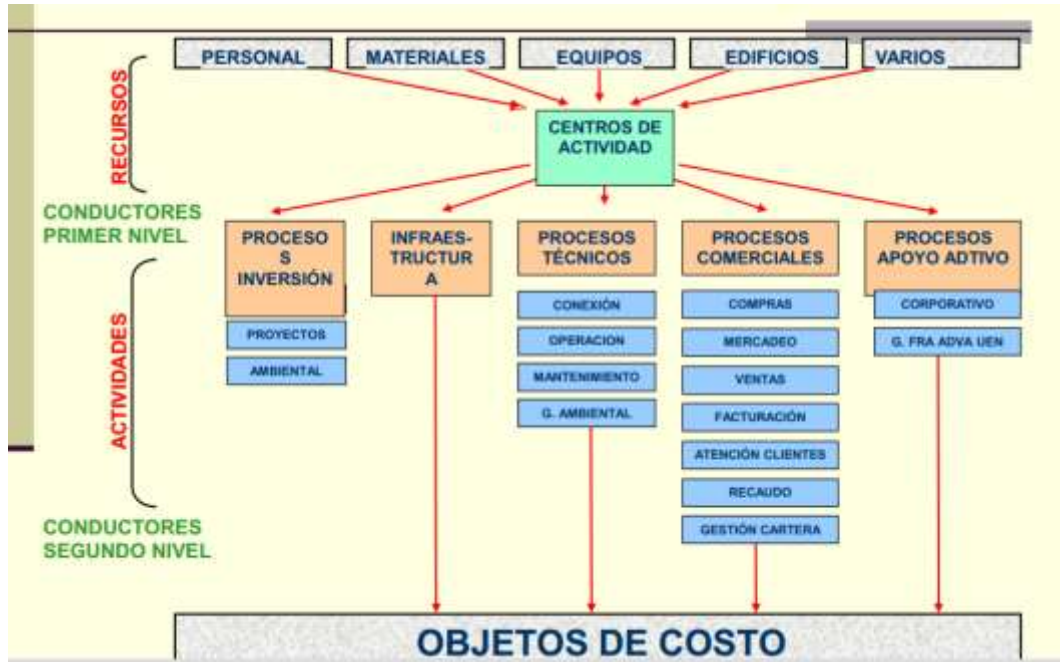 PERSONAL
MATERIALES
EQUIPOS
EDIFICIOS
VARIOS
RECURSOS
CENTROS DE
ACTIVIDAD
CONDUCTORES
PRIMER NIVEL
PROCESO
S
INVERSIÓN
PROYECTOS
AMBIENTAL
INFRAES-
TRUCTUR
A
PROCESOS
TÉCNICOS
CONEXIÓN
OPERACION
MANTENIMIENTO
G. AMBIENTAL
PROCESOS
COMERCIALES
COMPRAS
MERCADEO
VENTAS
FACTURACIÓN
ATENCIÓN CLIENTES
RECAUDO
GESTIÓN CARTERA
PROCESOS
APOYO ADTIVO
CORPORATIVO
G. FRA ADVA UEN
ACTIVIDADES
CONDUCTORES
SEGUNDO NIVEL
OBJETOS DE COSTO